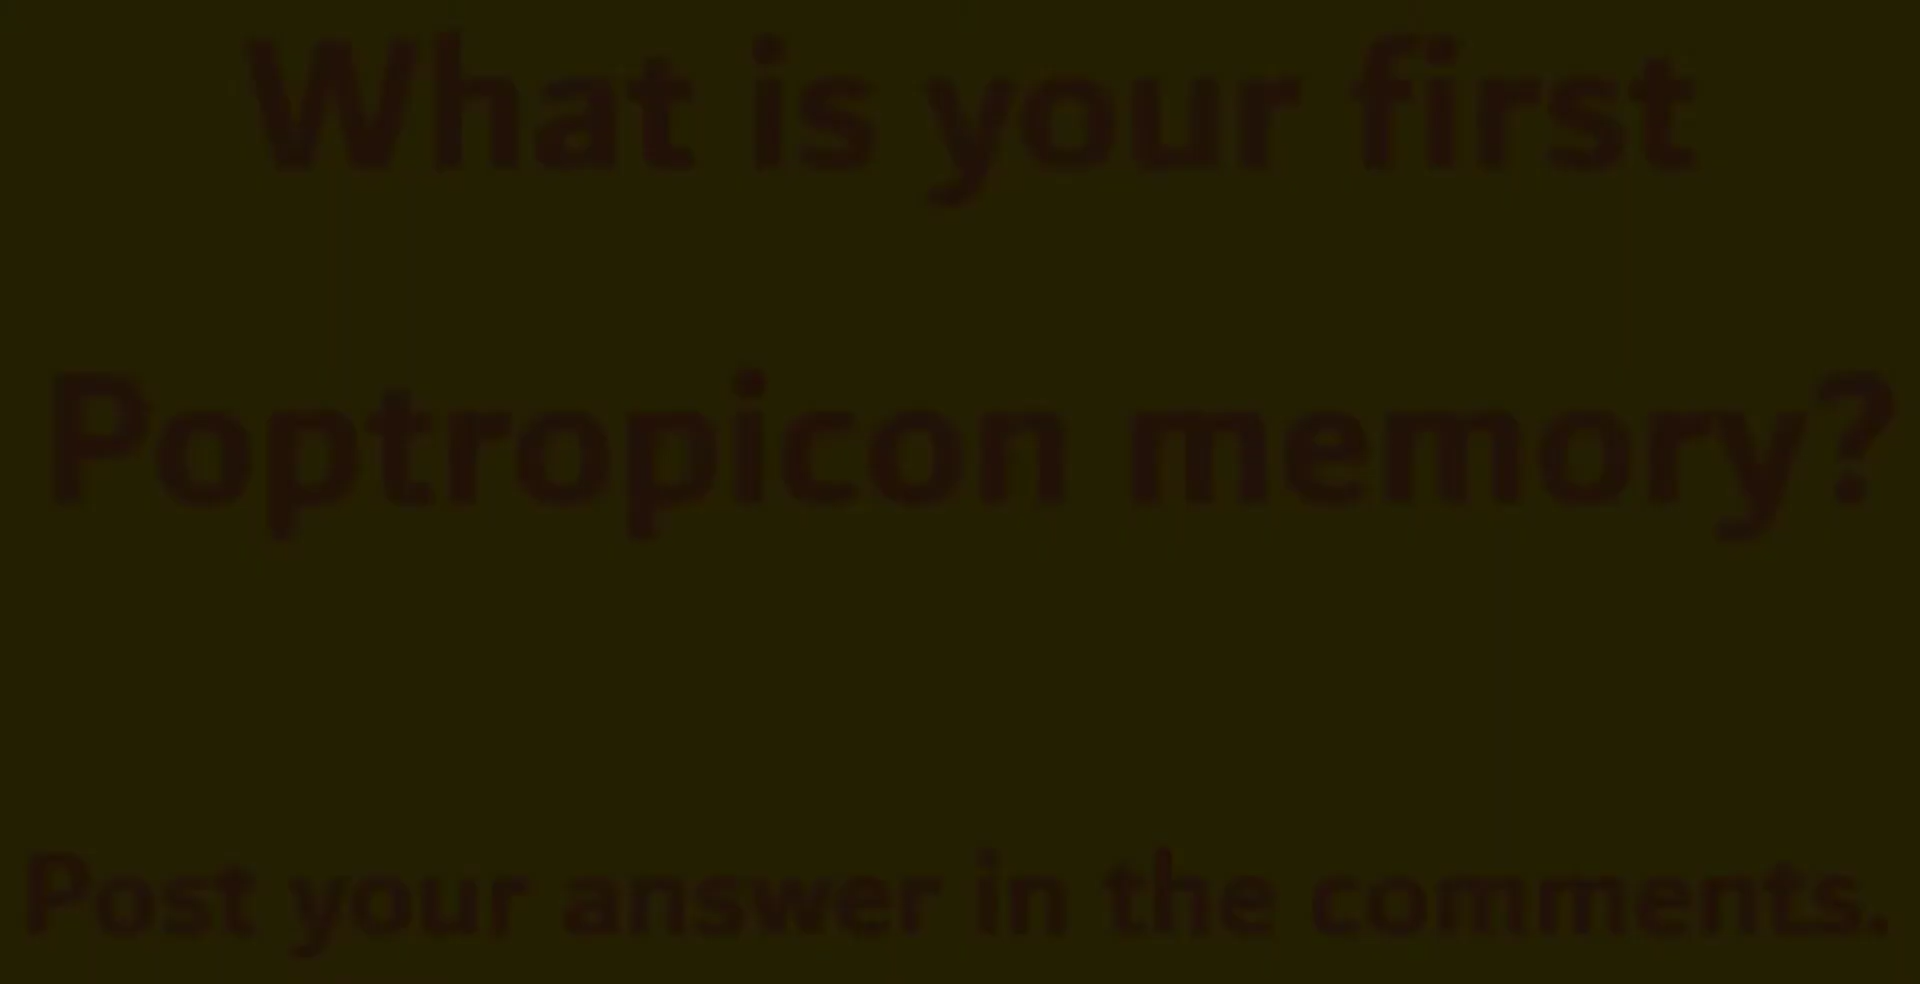 What is your first
Poptropicon memory?
Post your answer in the comments.